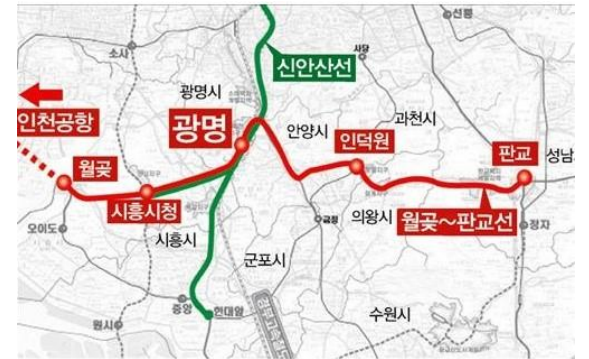 선릉
소사
사당
신안산선
광명시
인천공항
광명
안양시
과천시
인덕원
판교
성남
월곶
시흥시청
의왕시
월곶~판교선
오이도
금정
정자
시흥시
군포시
중앙
한대앞
원시
수원시